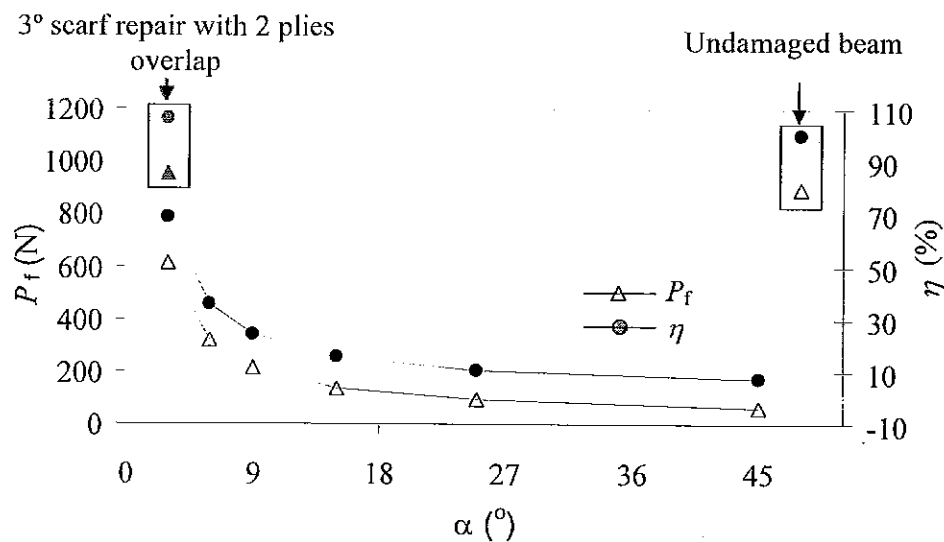 3º scarf repair with 2 plies
overlap
Undamaged beam
1200
1000
800
600
400
200
0
P_f (N)
110
90
70
50
30
10
-10
η (%)
P_f
η
0 9 18 27 36 45
α (º)